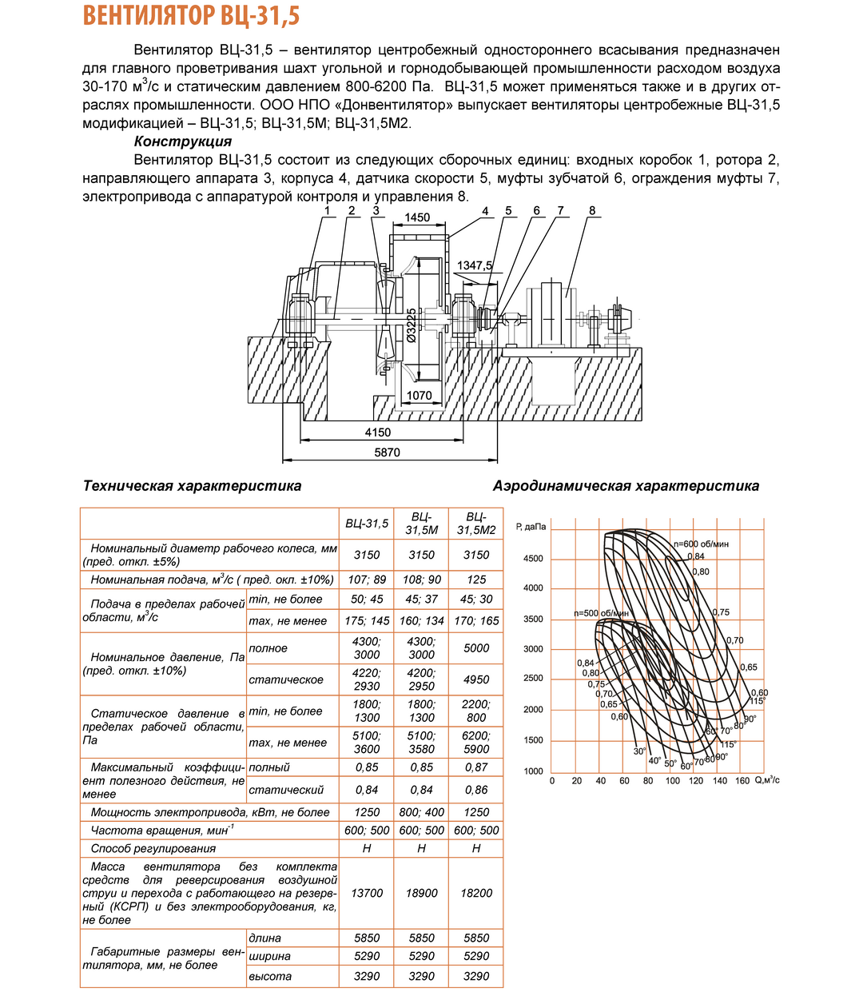 ВЕНТИЛЯТОР ВЦ-31,5
Вентилятор ВЦ-31,5 – вентилятор центробежный одностороннего всасывания предназначен
для главного проветривания шахт угольной и горнодобывающей промышленности расходом воздуха
30-170 м³/с и статическим давлением 800-6200 Па. ВЦ-31,5 может применяться также и в других от-
раслях промышленности. ООО НПО «Донвентилятор» выпускает вентиляторы центробежные ВЦ-31,5
модификацией – ВЦ-31,5; ВЦ-31,5М; ВЦ-31,5М2.
Конструкция
Вентилятор ВЦ-31,5 состоит из следующих сборочных единиц: входных коробок 1, ротора 2,
направляющего аппарата 3, корпуса 4, датчика скорости 5, муфты зубчатой 6, ограждения муфты 7,
электропривода с аппаратурой контроля и управления 8.
1 2 3 4 5 6 7 8
1450
1347,5
Ø3225
1070
4150
5870
Техническая характеристика
Аэродинамическая характеристика
ВЦ-31,5 ВЦ-31,5М ВЦ-31,5М2
Номинальный диаметр рабочего колеса, мм
(пред. откл. ±5%) 3150 3150 3150
Номинальная подача, м³/с ( пред. окл. ±10%) 107; 89 108; 90 125
Подача в пределах рабочей
области, м³/с
min, не более 50; 45 45; 37 45; 30
max, не менее 175; 145 160; 134 170; 165
Номинальное давление, Па
(пред. откл. ±10%)
полное 4300; 3000 4300; 3000 5000
статическое 4220; 2930 4200; 2950 4950
Статическое давление в
пределах рабочей области,
Па
min, не более 1800; 1300 1800; 1300 2200; 800
max, не менее 5100; 3600 5100; 3580 6200; 5900
Максимальный коэффици-
ент полезного действия, не
менее
полный 0,85 0,85 0,87
статический 0,84 0,84 0,86
Мощность электропривода, кВт, не более 1250 800; 400 1250
Частота вращения, мин⁻¹ 600; 500 600; 500 600; 500
Способ регулирования Н Н Н
Масса вентилятора без комплекта
средств для реверсирования воздушной
струи и перехода с работающего на резерв-
ный (КСРП) и без электрооборудования, кг,
не более 13700 18900 18200
Габаритные размеры вен-
тилятора, мм, не более
длина 5850 5850 5850
ширина 5290 5290 5290
высота 3290 3290 3290
P, даПа
4500
4000
3500
3000
2500
2000
1500
1000
0 20 40 60 80 100 120 140 160 Q,м³/с
n=600 об/мин
0,84
0,80
0,75
0,70
0,65
0,60
115°
90°
80°
70°
60°
n=500 об/мин
0,84
0,80
0,75
0,70
0,65
0,60
30°
40°
50°
60°
70°
80°
90°
115°